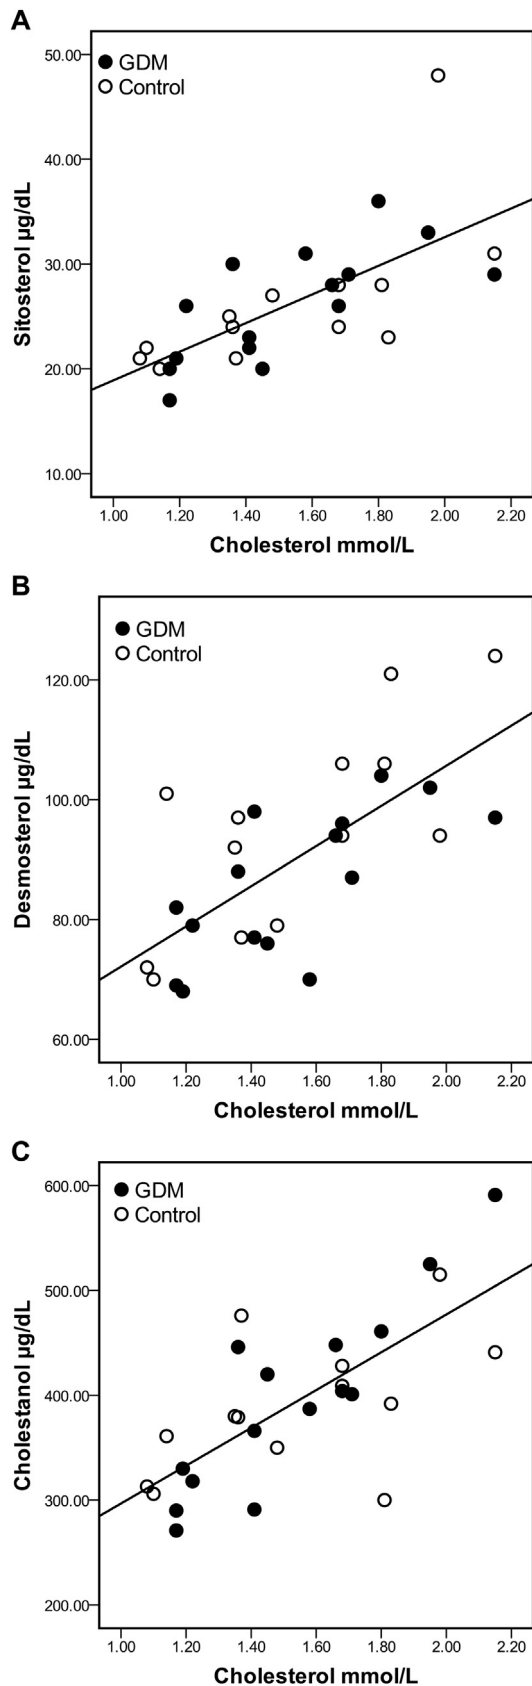 A
50.00
GDM
Control
40.00
30.00
20.00
10.00
Sitosterol µg/dL
1.00 1.20 1.40 1.60 1.80 2.00 2.20
Cholesterol mmol/L
B
GDM
Control
120.00
100.00
80.00
60.00
Desmosterol µg/dL
1.00 1.20 1.40 1.60 1.80 2.00 2.20
Cholesterol mmol/L
C
600.00
GDM
Control
500.00
400.00
300.00
200.00
Cholestanol µg/dL
1.00 1.20 1.40 1.60 1.80 2.00 2.20
Cholesterol mmol/L